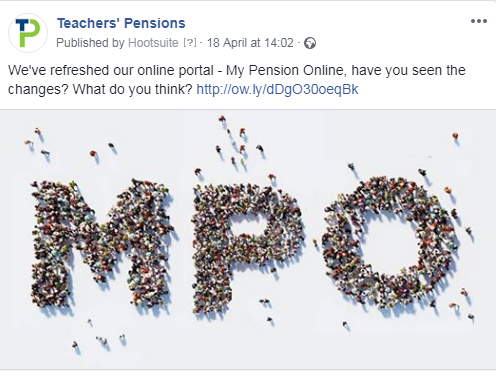 TP
Teachers' Pensions
Published by Hootsuite [?] · 18 April at 14:02 ·
We've refreshed our online portal - My Pension Online, have you seen the
changes? What do you think? http://ow.ly/dDgO30oeqBk
MPO